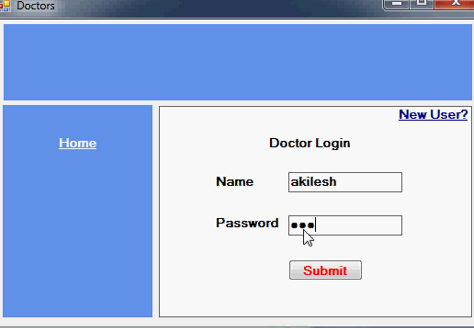 Doctors
New User?
Home
Doctor Login
Name akilesh
Password •••
Submit